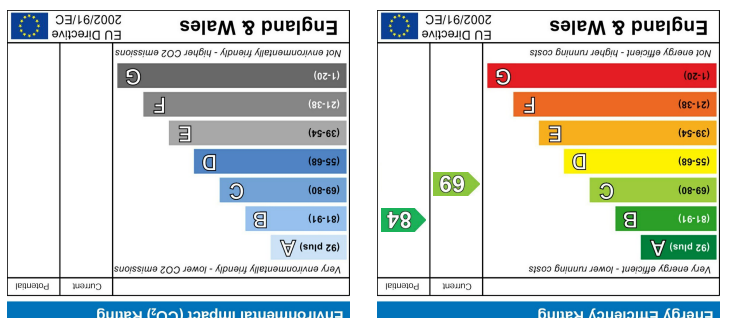 Energy Efficiency Rating
Current Potential
Very energy efficient - lower running costs
(92 plus) A
(81-91) B
(69-80) C
(55-68) D
(39-54) E
(21-38) F
(1-20) G
69
84
Not energy efficient - higher running costs
England & Wales
EU Directive
2002/91/EC
Environmental Impact (CO₂) Rating
Current Potential
Very environmentally friendly - lower CO2 emissions
(92 plus) A
(81-91) B
(69-80) C
(55-68) D
(39-54) E
(21-38) F
(1-20) G
Not environmentally friendly - higher CO2 emissions
England & Wales
EU Directive
2002/91/EC